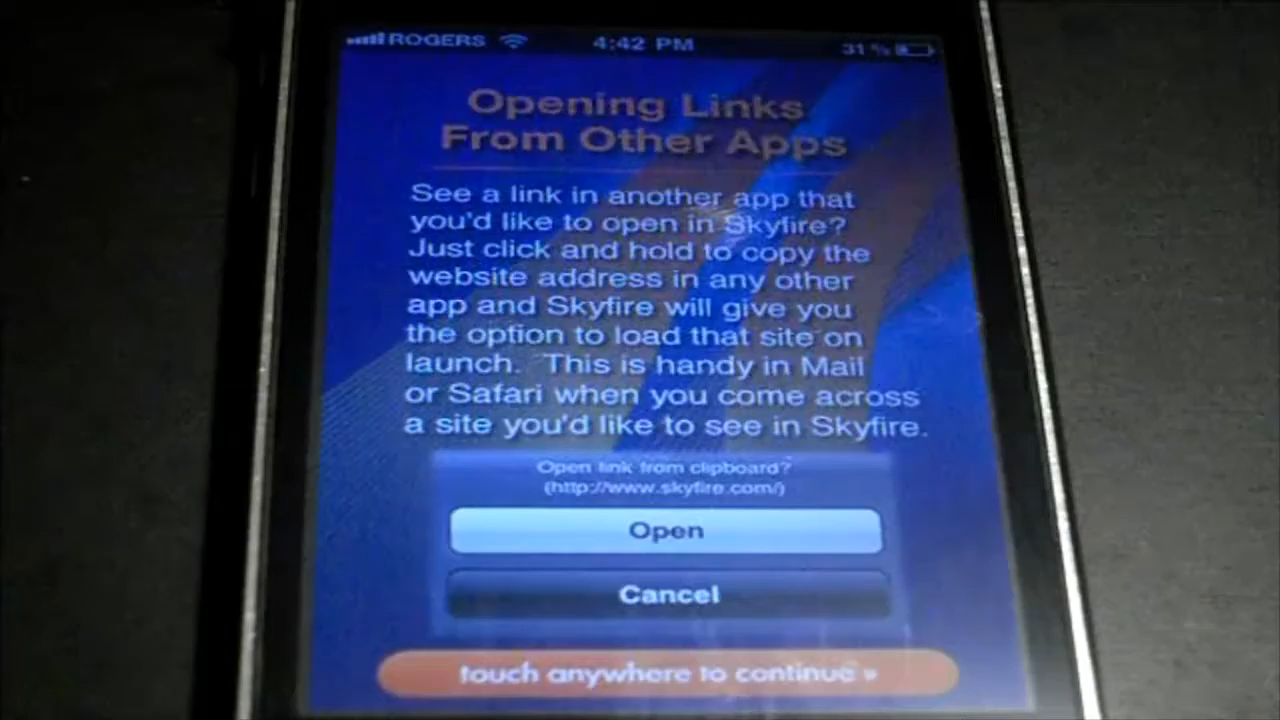 ROGERS 4:42 PM 31 %
Opening Links
From Other Apps
See a link in another app that
you'd like to open in Skyfire?
Just click and hold to copy the
website address in any other
app and Skyfire will give you
the option to load that site on
launch. This is handy in Mail
or Safari when you come across
a site you'd like to see in Skyfire.
Open link from clipboard?
(http://www.skyfire.com/)
Open
Cancel
touch anywhere to continue »